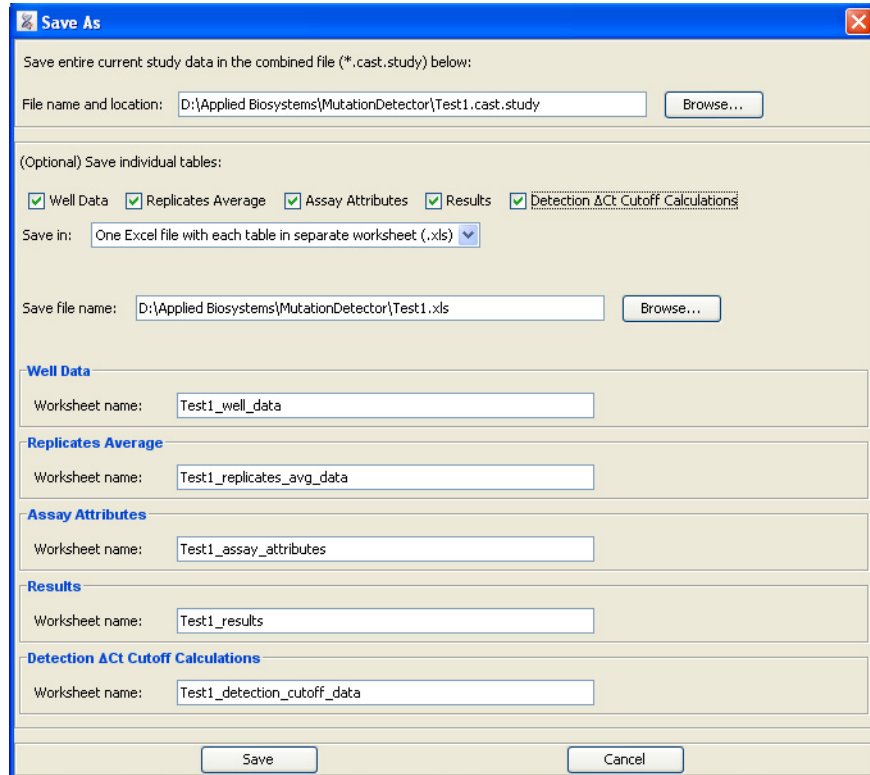 Save As
Save entire current study data in the combined file (*.cast.study) below:
File name and location: D:\Applied Biosystems\MutationDetector\Test1.cast.study Browse...
(Optional) Save individual tables:
Well Data Replicates Average Assay Attributes Results Detection ΔCt Cutoff Calculations
Save in: One Excel file with each table in separate worksheet (.xls)
Save file name: D:\Applied Biosystems\MutationDetector\Test1.xls Browse...
Well Data
Worksheet name: Test1_well_data
Replicates Average
Worksheet name: Test1_replicates_avg_data
Assay Attributes
Worksheet name: Test1_assay_attributes
Results
Worksheet name: Test1_results
Detection ΔCt Cutoff Calculations
Worksheet name: Test1_detection_cutoff_data
Save Cancel